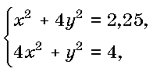 x² + 4y² = 2,25,
4x² + y² = 4,